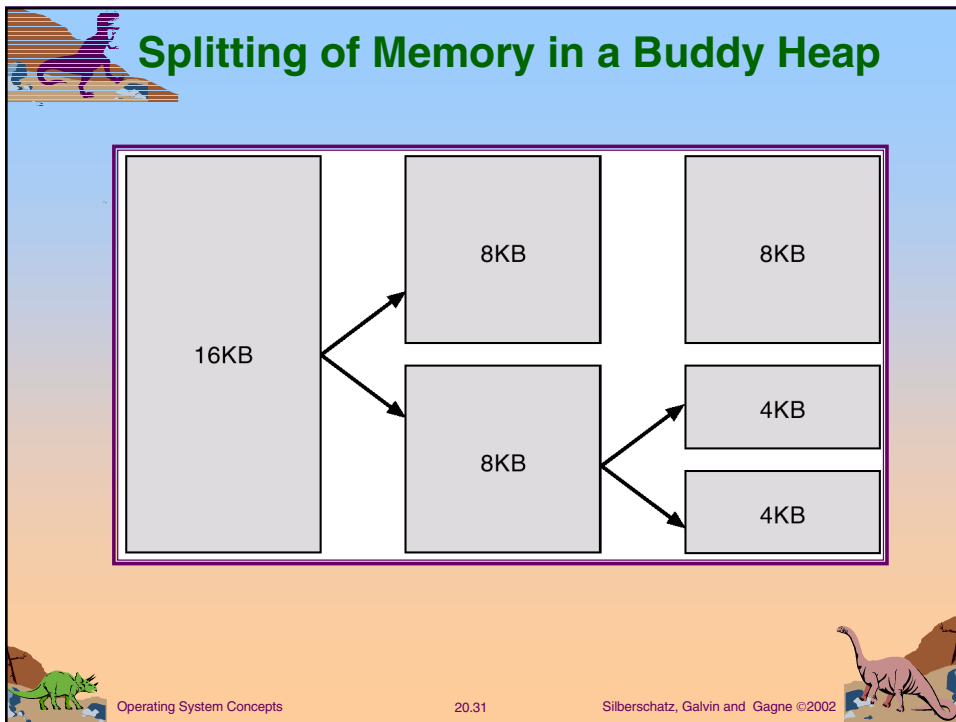 Splitting of Memory in a Buddy Heap
16KB
8KB
8KB
8KB
4KB
4KB
Operating System Concepts
20.31
Silberschatz, Galvin and Gagne ©2002